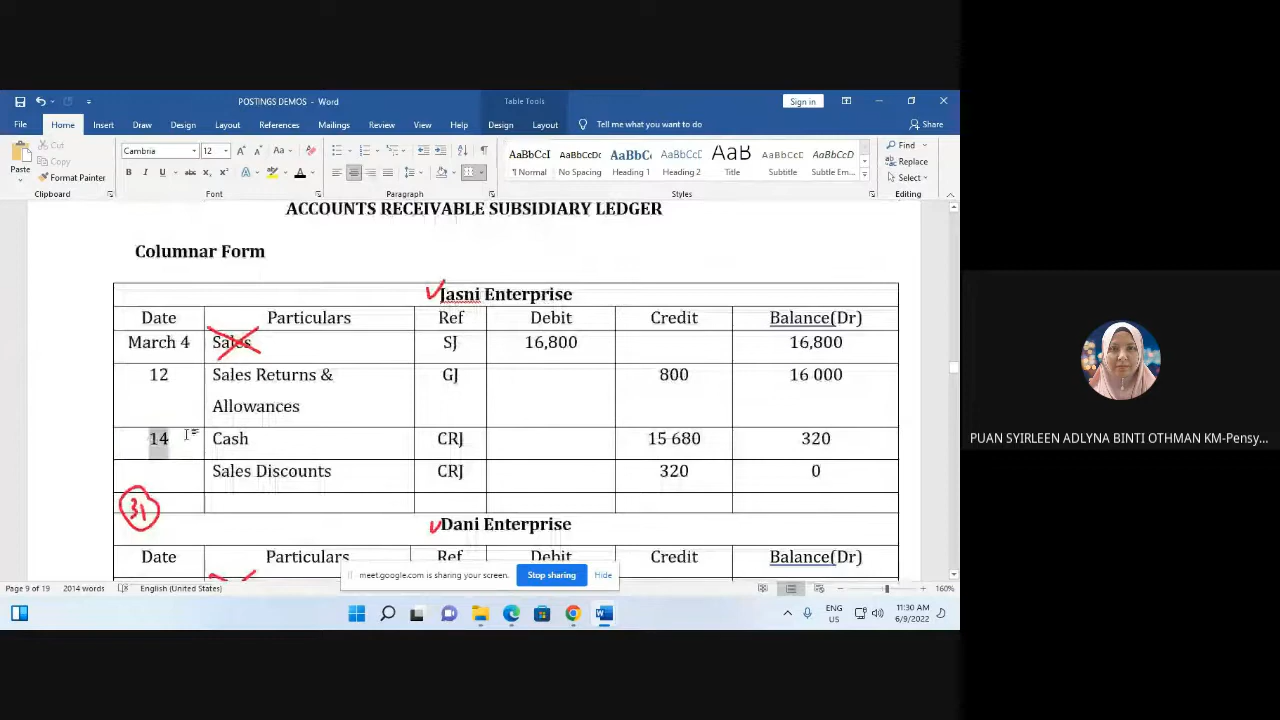 POSTINGS DEMOS - Word
Table Tools
Sign in
File Home Insert Draw Design Layout References Mailings Review View Help Design Layout Tell me what you want to do Share
Paste
Cut
Copy
Format Painter
Clipboard
Cambria 12
Font
Paragraph
AaBbCcI AaBbCcDc AaBbCc AaBbCcD AaB AaBbCcD AaBbCcD
¶ Normal No Spacing Heading 1 Heading 2 Title Subtitle Subtle Em...
Styles
Find
Replace
Select
Editing
ACCOUNTS RECEIVABLE SUBSIDIARY LEDGER
Columnar Form
Jasni Enterprise
Date Particulars Ref Debit Credit Balance(Dr)
March 4 Sales SJ 16,800 16,800
12 Sales Returns & GJ 800 16 000
Allowances
14 Cash CRJ 15 680 320
Sales Discounts CRJ 320 0
31
Dani Enterprise
Date Particulars Ref Debit Credit Balance(Dr)
meet.google.com is sharing your screen. Stop sharing Hide
Page 9 of 19 2014 words English (United States) 160%
ENG
US
11:30 AM
6/9/2022
PUAN SYIRLEEN ADLYNA BINTI OTHMAN KM-Pensy...